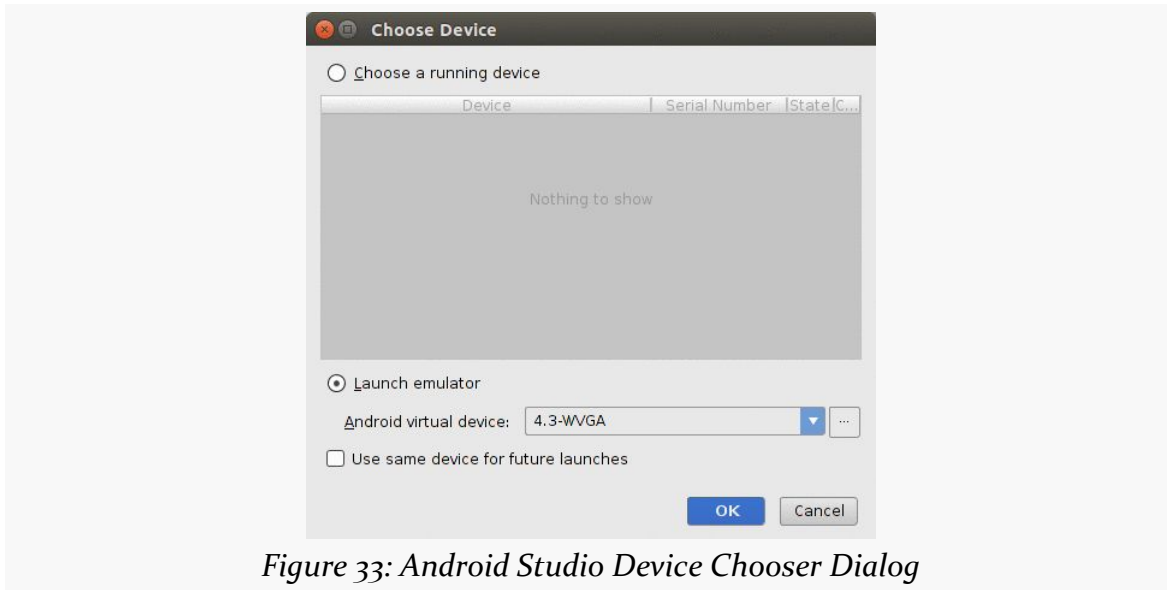 Choose Device
Choose a running device
Device Serial Number State C...
Nothing to show
Launch emulator
Android virtual device: 4.3-WVGA ...
Use same device for future launches
OK Cancel
Figure 33: Android Studio Device Chooser Dialog